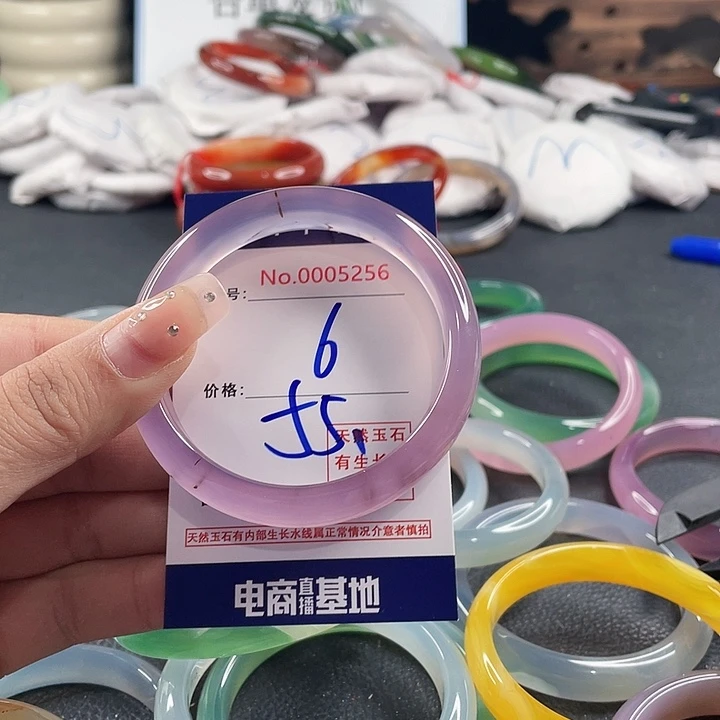 No.0005256
号:
6
价格:
天然玉石
有生长
天然玉石有内部生长水线属正常情况介意者慎拍
电商直播基地